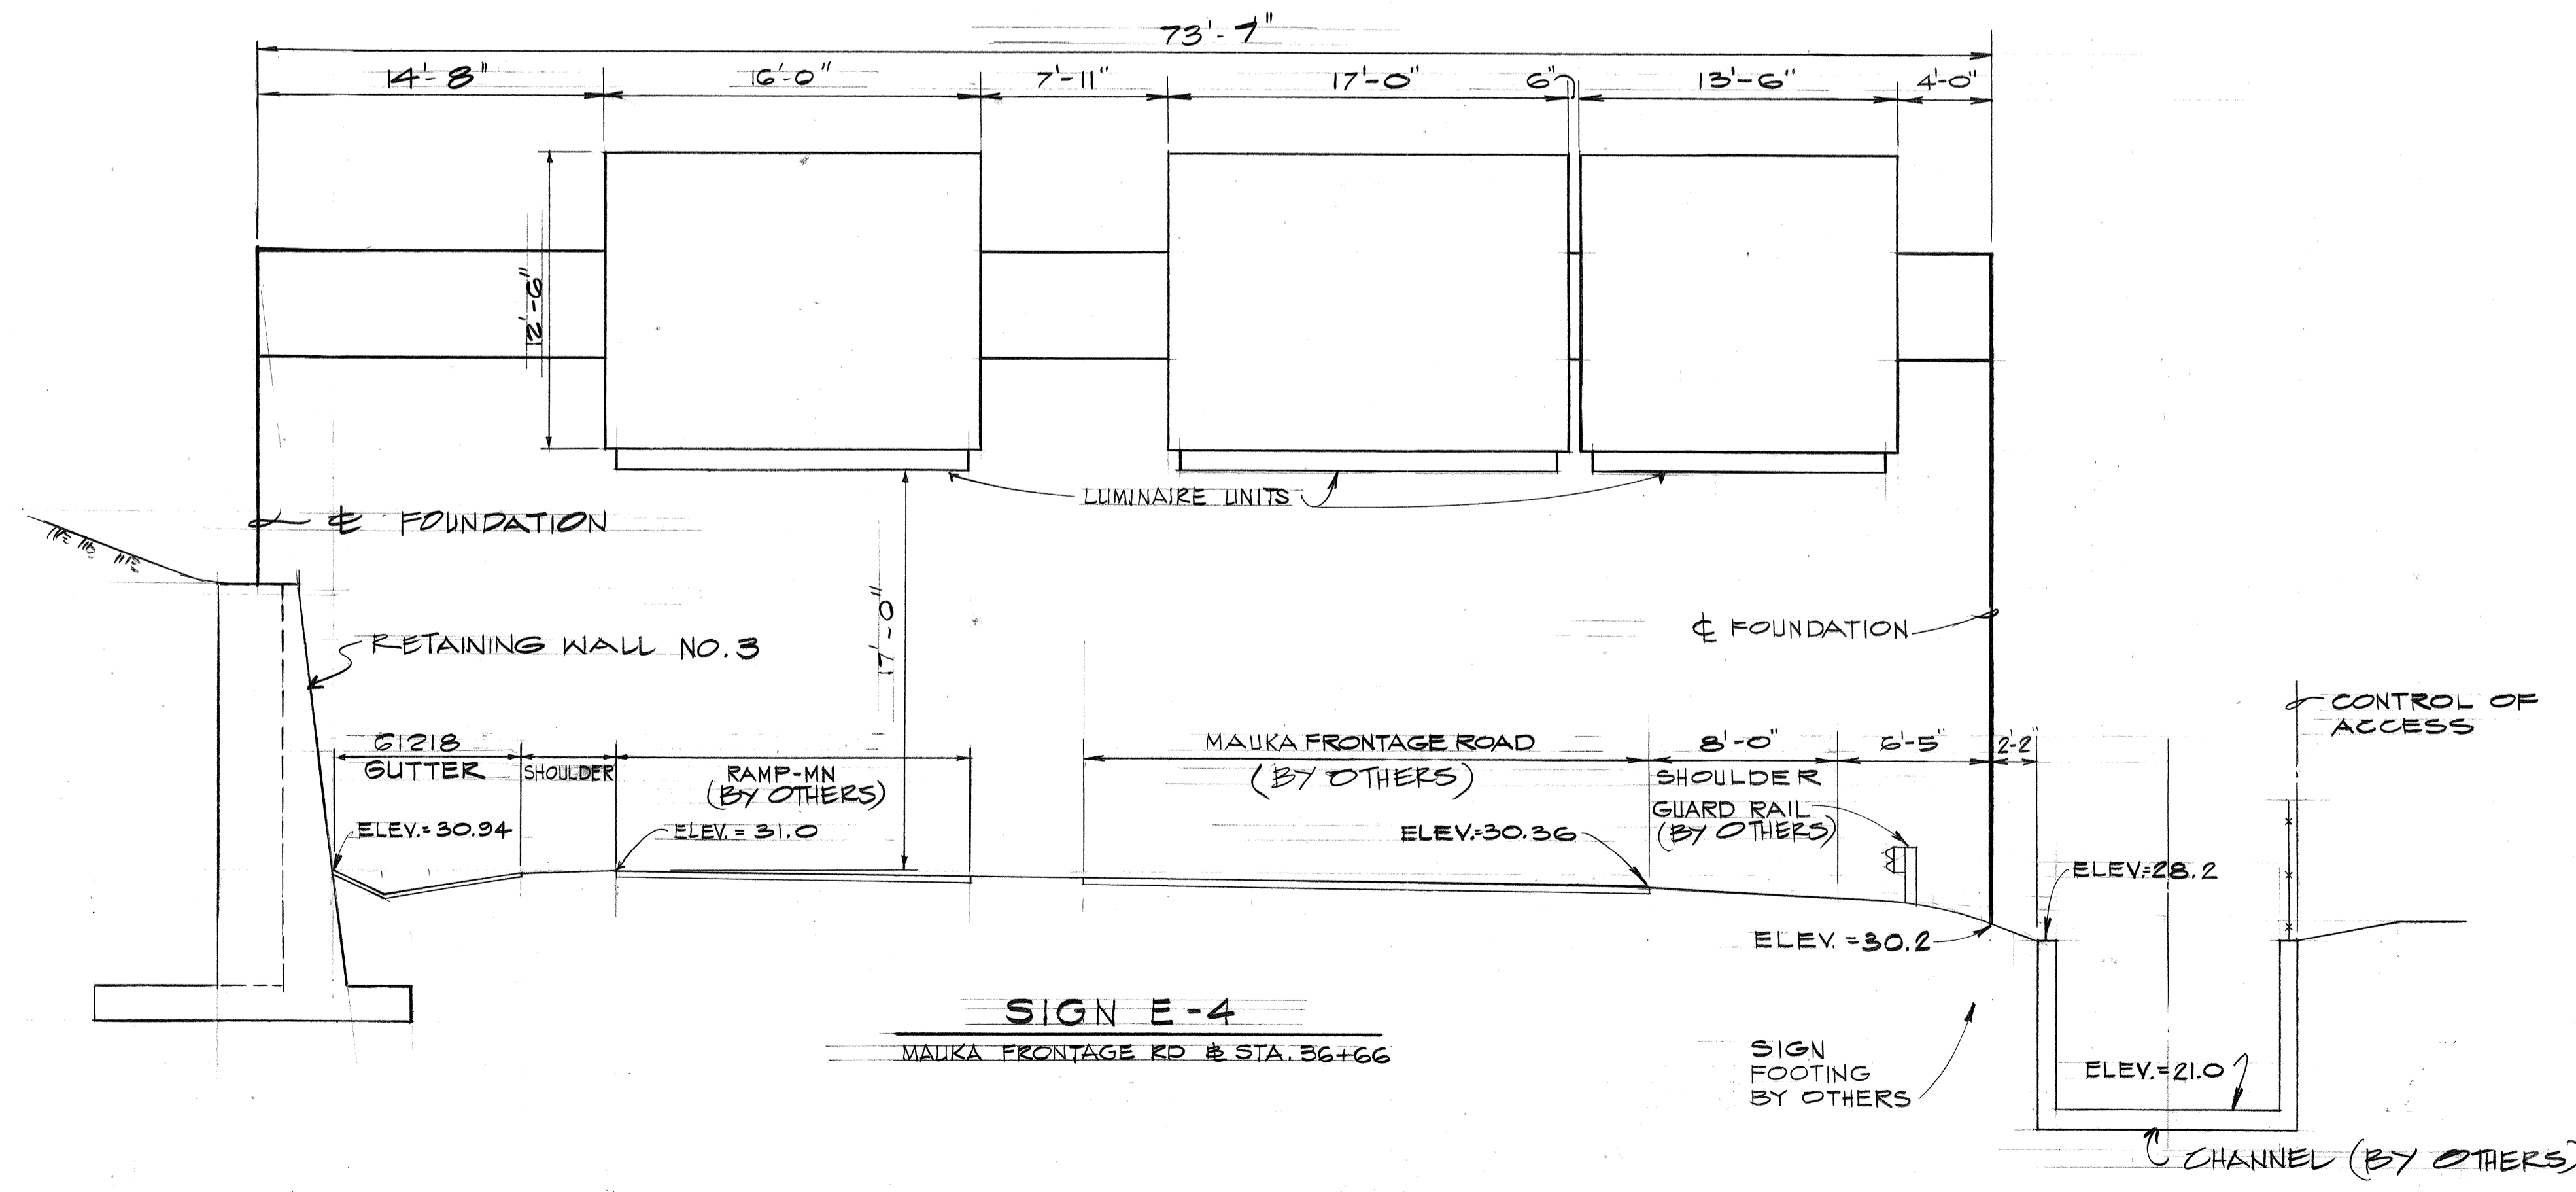 73'-7"
14'-8" 16'-0" 7'-11" 17'-0" 6" 13'-6" 4'-0"
12'-6"
LUMINAIRE UNITS
℄ FOUNDATION
17'-0"
℄ FOUNDATION
RETAINING WALL NO. 3
CONTROL OF
ACCESS
61218
GUTTER
SHOULDER
RAMP-MN
(BY OTHERS)
MAUKA FRONTAGE ROAD
(BY OTHERS)
8'-0"
SHOULDER
6'-5"
2'-2"
GUARD RAIL
(BY OTHERS)
ELEV.=30.94
ELEV.=31.0
ELEV.=30.36
ELEV.=28.2
ELEV.=30.2
SIGN E-4
MAUKA FRONTAGE RD ℄ STA. 36+66
SIGN
FOOTING
BY OTHERS
ELEV.=21.0
CHANNEL (BY OTHERS)